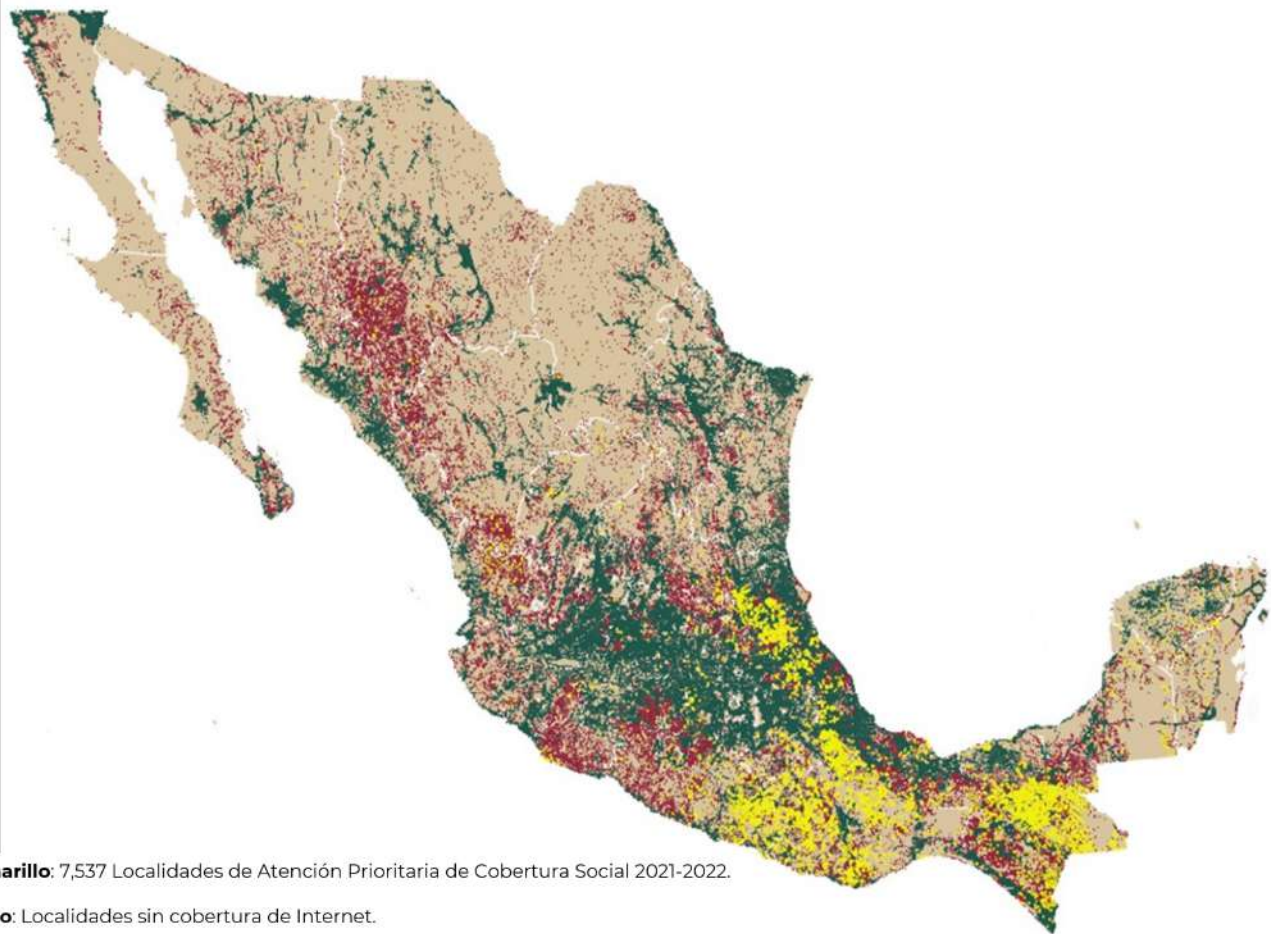 arillo: 7,537 Localidades de Atención Prioritaria de Cobertura Social 2021-2022.
o: Localidades sin cobertura de Internet.